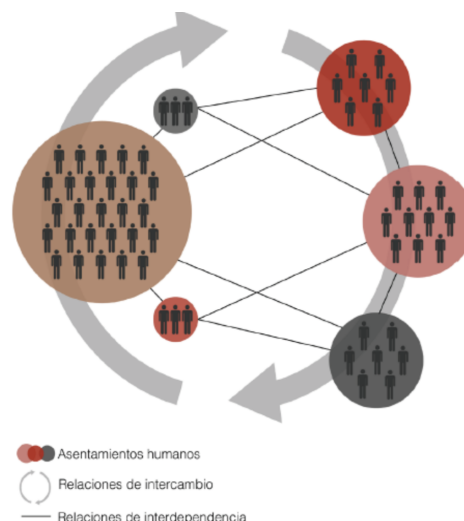 Asentamientos humanos
Relaciones de intercambio
Relaciones de interdependencia